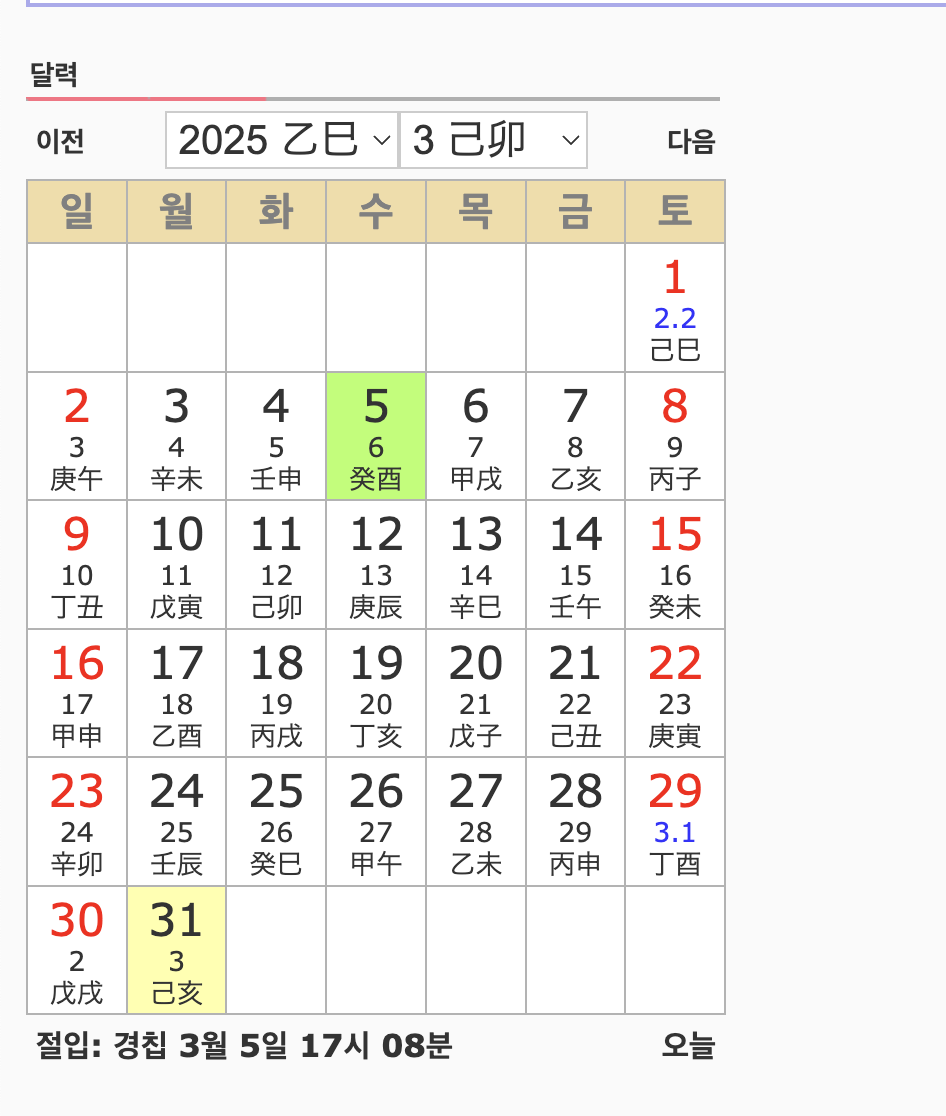 달력
이전 2025 乙巳 3 己卯 다음
일 월 화 수 목 금 토
1
2.2
己巳
2 3 4 5 6 7 8
3 4 5 6 7 8 9
庚午 辛未 壬申 癸酉 甲戌 乙亥 丙子
9 10 11 12 13 14 15
10 11 12 13 14 15 16
丁丑 戊寅 己卯 庚辰 辛巳 壬午 癸未
16 17 18 19 20 21 22
17 18 19 20 21 22 23
甲申 乙酉 丙戌 丁亥 戊子 己丑 庚寅
23 24 25 26 27 28 29
24 25 26 27 28 29 3.1
辛卯 壬辰 癸巳 甲午 乙未 丙申 丁酉
30 31
2 3
戊戌 己亥
절입: 경칩 3월 5일 17시 08분 오늘